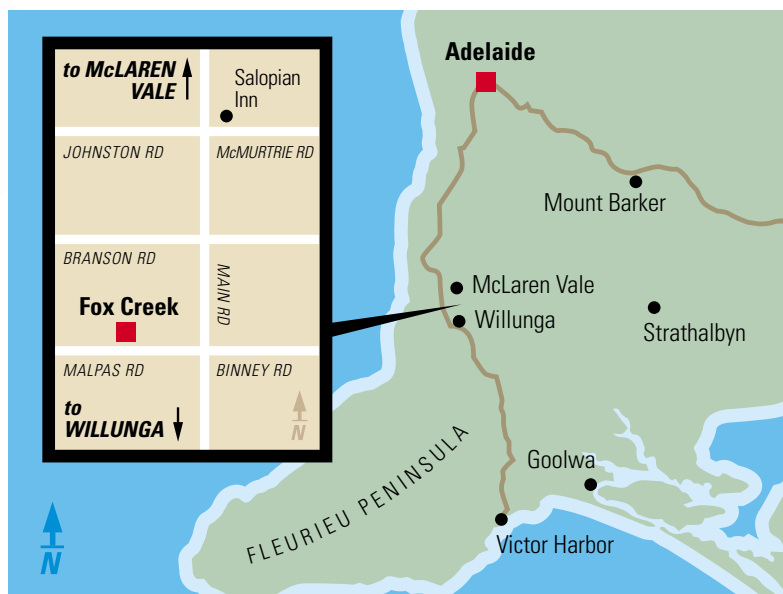 to McLAREN
VALE
Salopian
Inn
JOHNSTON RD
McMURTRIE RD
BRANSON RD
MAIN RD
Fox Creek
MALPAS RD
BINNEY RD
to
WILLUNGA
N
Adelaide
Mount Barker
McLaren Vale
Willunga
Strathalbyn
Goolwa
FLEURIEU PENINSULA
Victor Harbor
N